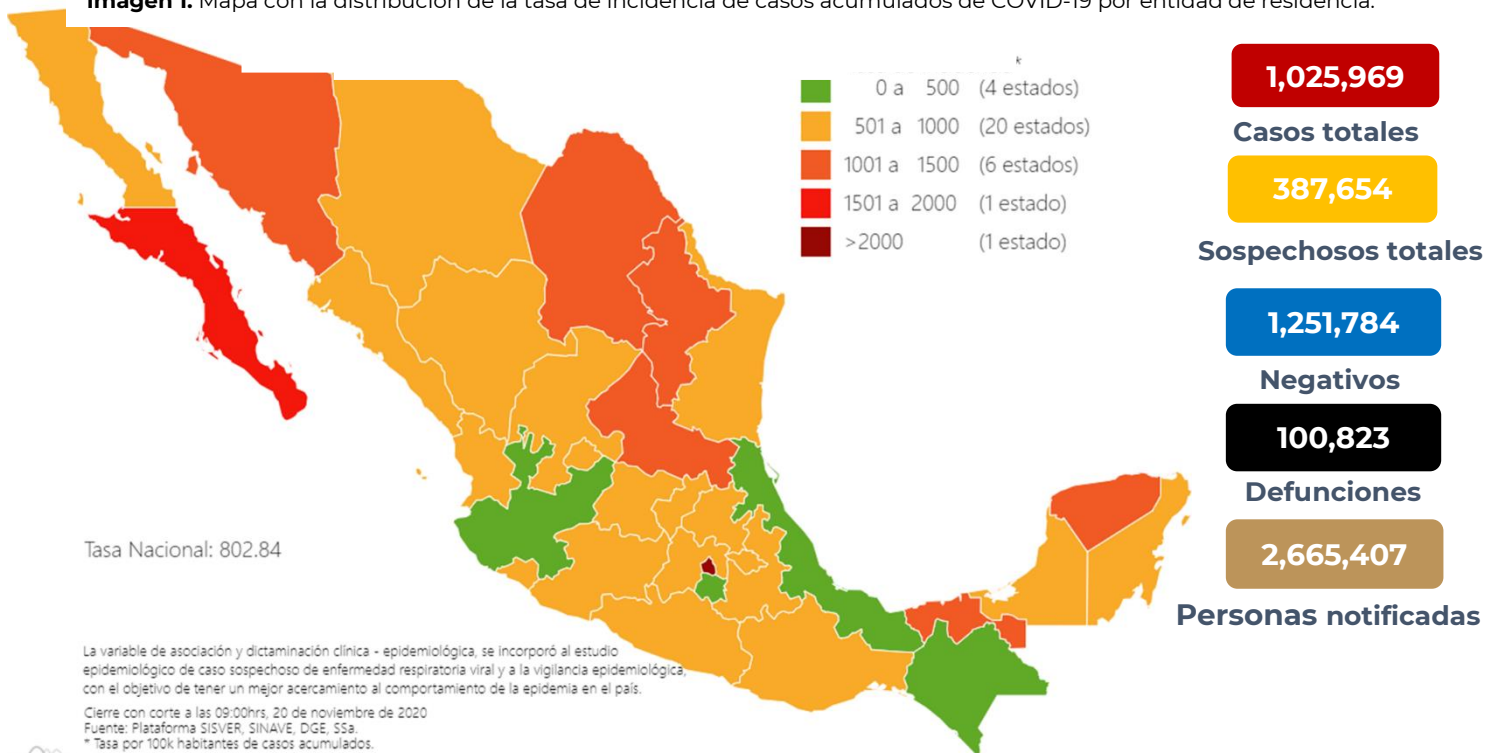 Imagen 1. Mapa con la distribución de la tasa de incidencia de casos acumulados de COVID-19 por entidad de residencia.
*
0 a 500 (4 estados)
501 a 1000 (20 estados)
1001 a 1500 (6 estados)
1501 a 2000 (1 estado)
>2000 (1 estado)
1,025,969
Casos totales
387,654
Sospechosos totales
1,251,784
Negativos
100,823
Defunciones
2,665,407
Personas notificadas
Tasa Nacional: 802.84
La variable de asociación y dictaminación clínica - epidemiológica, se incorporó al estudio
epidemiológico de caso sospechoso de enfermedad respiratoria viral y a la vigilancia epidemiológica,
con el objetivo de tener un mejor acercamiento al comportamiento de la epidemia en el país.
Cierre con corte a las 09:00hrs, 20 de noviembre de 2020
Fuente: Plataforma SISVER, SINAVE, DGE, SSa.
* Tasa por 100k habitantes de casos acumulados.